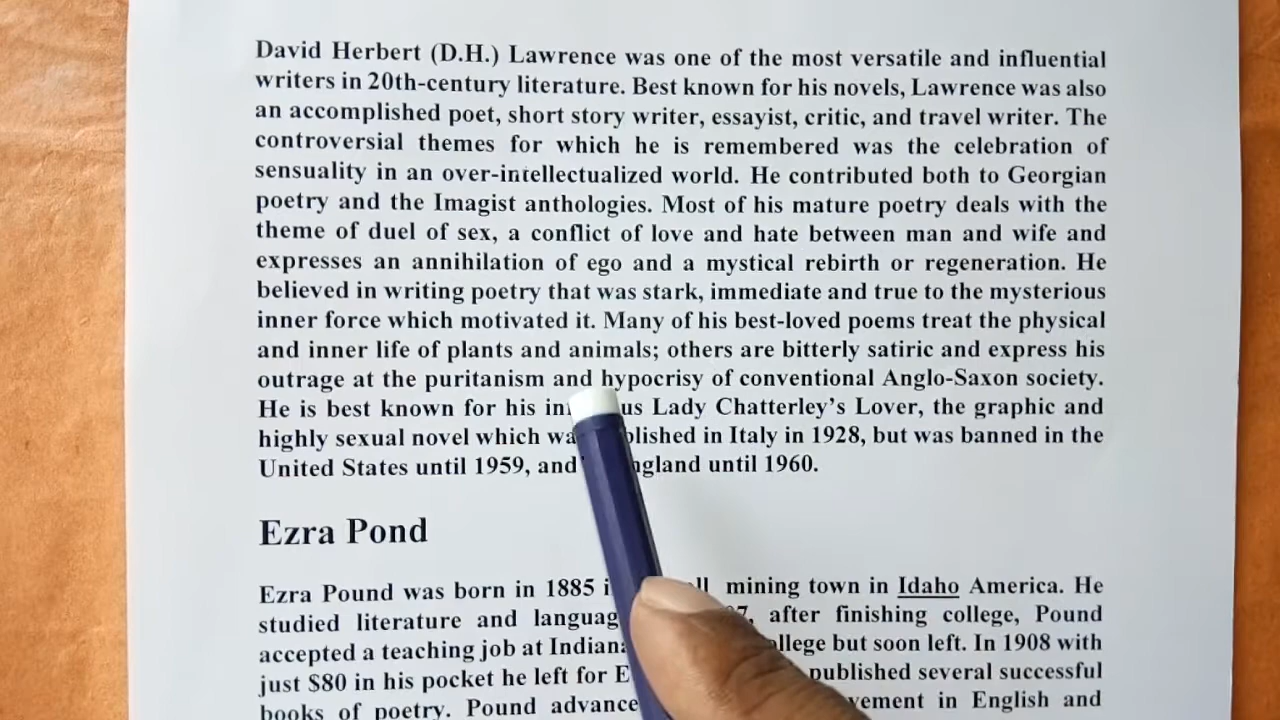 David Herbert (D.H.) Lawrence was one of the most versatile and influential
writers in 20th-century literature. Best known for his novels, Lawrence was also
an accomplished poet, short story writer, essayist, critic, and travel writer. The
controversial themes for which he is remembered was the celebration of
sensuality in an over-intellectualized world. He contributed both to Georgian
poetry and the Imagist anthologies. Most of his mature poetry deals with the
theme of duel of sex, a conflict of love and hate between man and wife and
expresses an annihilation of ego and a mystical rebirth or regeneration. He
believed in writing poetry that was stark, immediate and true to the mysterious
inner force which motivated it. Many of his best-loved poems treat the physical
and inner life of plants and animals; others are bitterly satiric and express his
outrage at the puritanism and hypocrisy of conventional Anglo-Saxon society.
He is best known for his Lady Chatterley's Lover, the graphic and
highly sexual novel which in Italy in 1928, but was banned in the
United States until 1959, and until 1960.
Ezra Pond
Ezra Pound was born in 1885 mining town in Idaho America. He
studied literature and after finishing college, Pound
accepted a teaching job at but soon left. In 1908 with
just $80 in his pocket he left for published several successful
books of poetry. Pound in English and